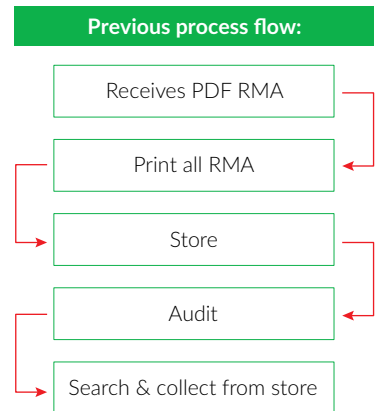 Previous process flow:
Receives PDF RMA
Print all RMA
Store
Audit
Search & collect from store